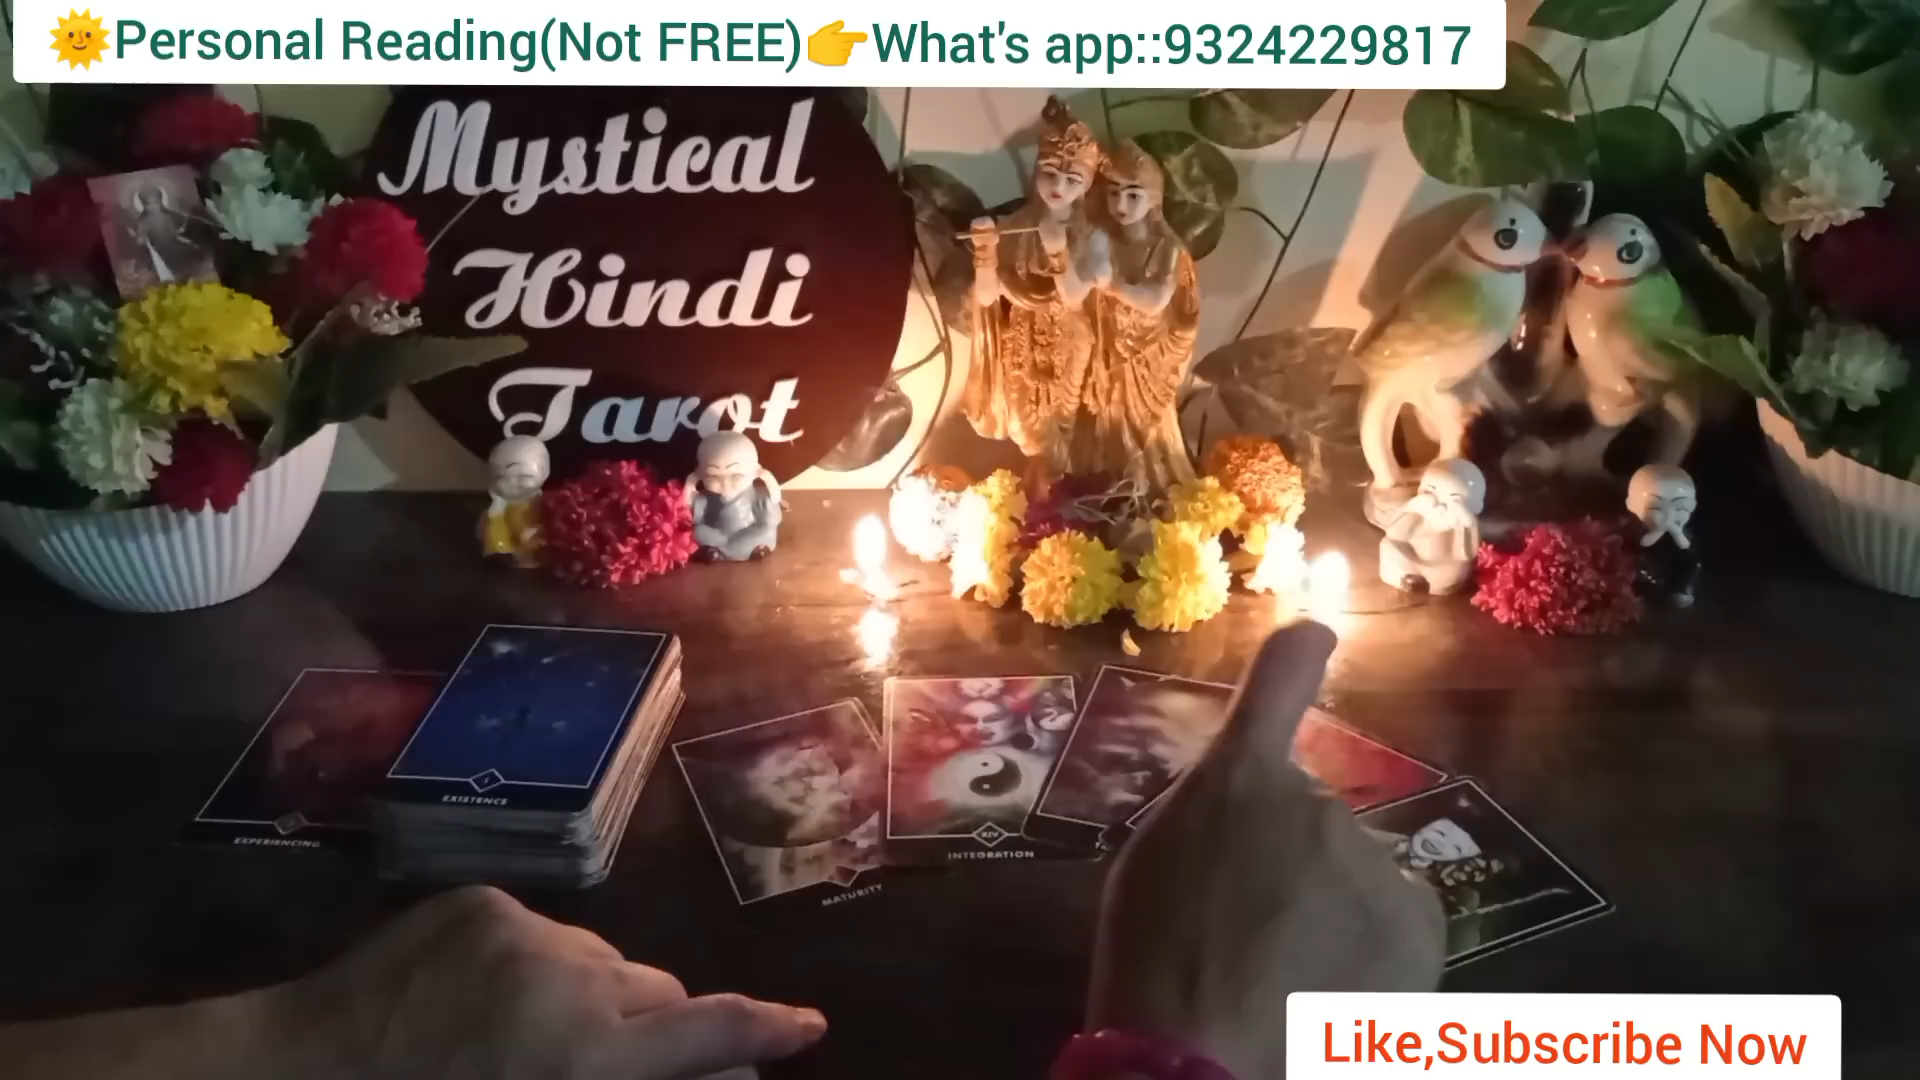 🌞Personal Reading(Not FREE)👉What's app::9324229817
Mystical
Hindi
Tarot
EXISTENCE
EXPERIENCING
XIV
INTEGRATION
MATURITY
Like,Subscribe Now